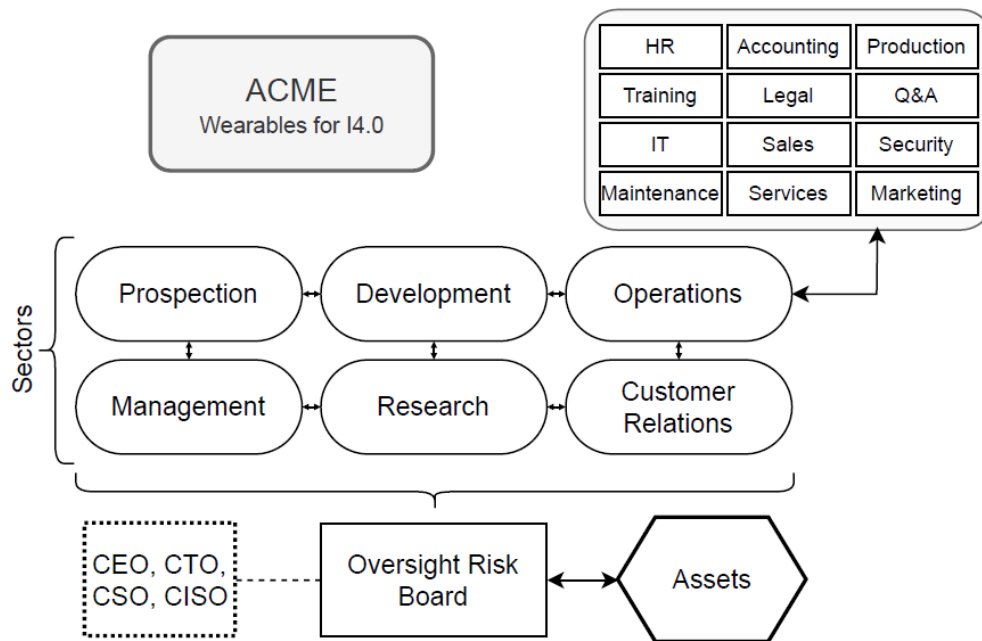 ACME
Wearables for I4.0
HR
Accounting
Production
Training
Legal
Q&A
IT
Sales
Security
Maintenance
Services
Marketing
Sectors
Prospection
Development
Operations
Management
Research
Customer
Relations
CEO, CTO,
CSO, CISO
Oversight Risk
Board
Assets